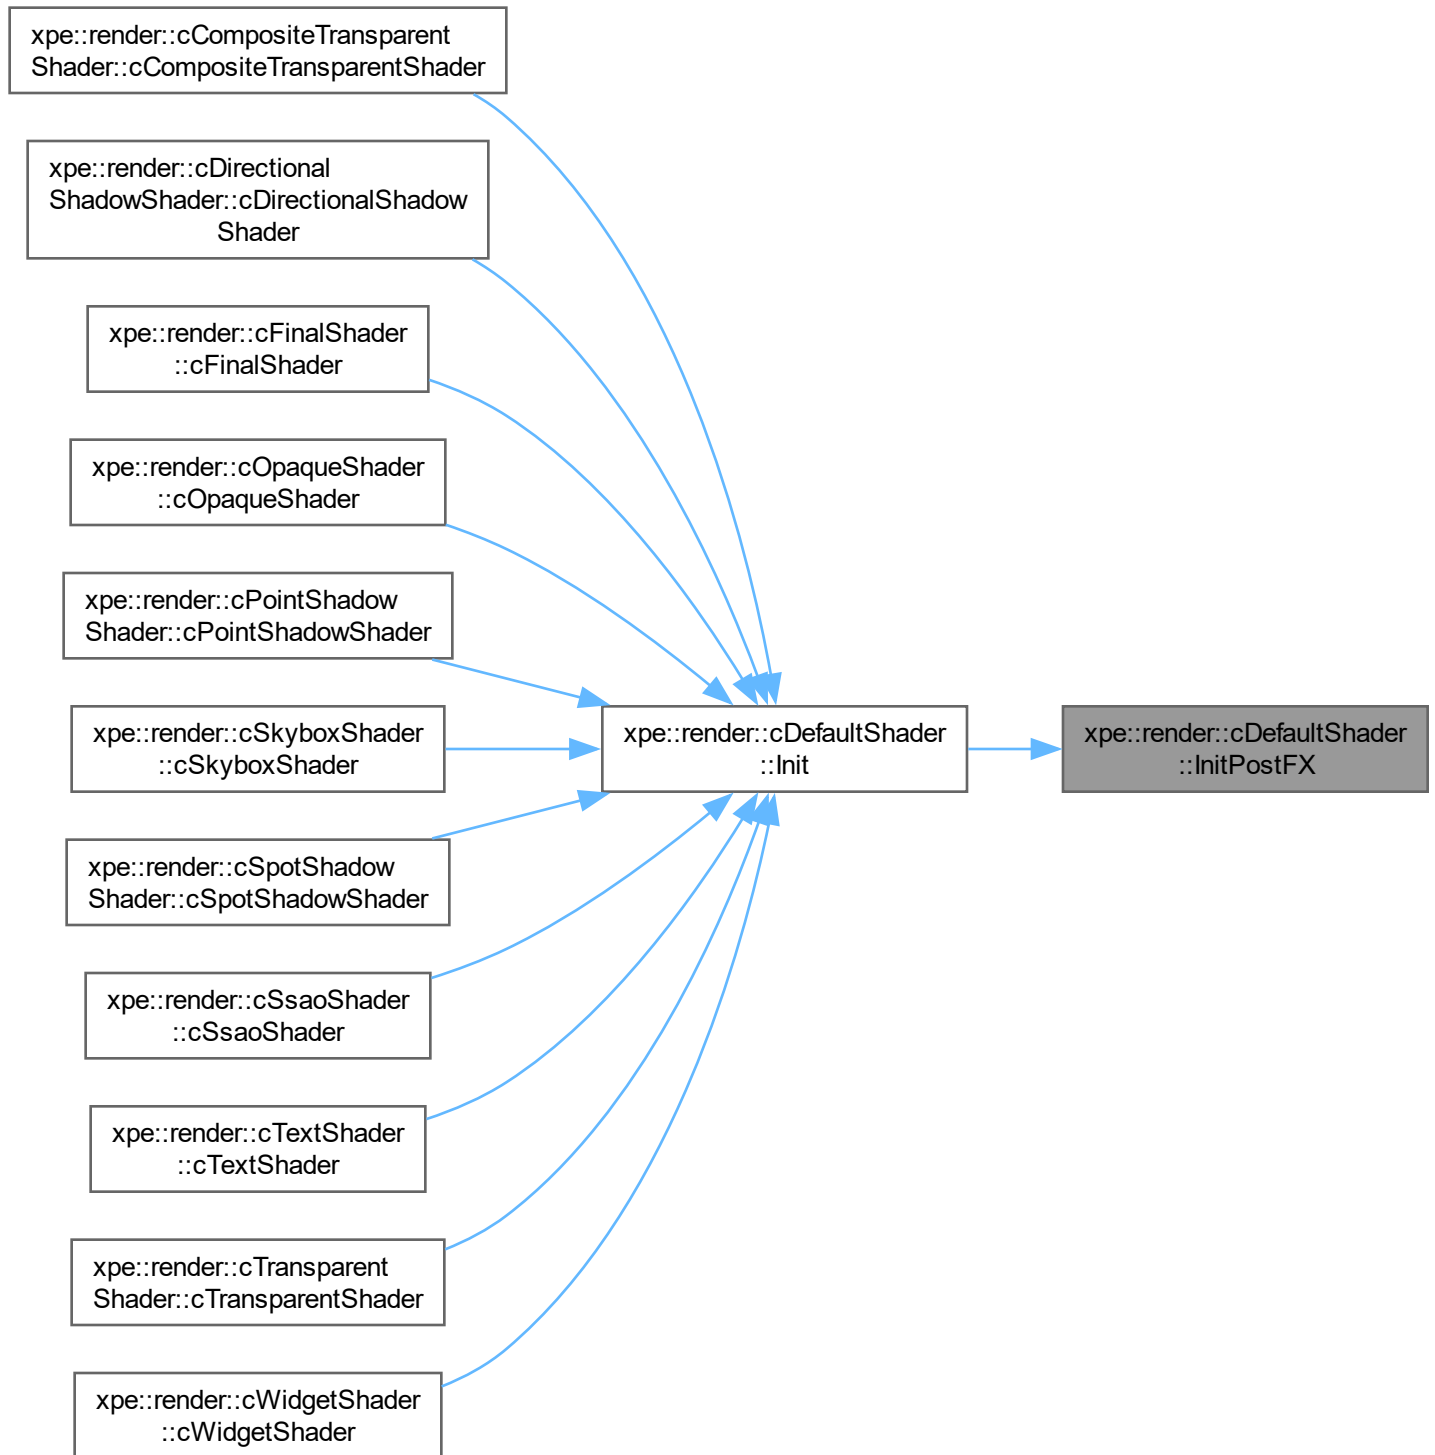 xpe::render::cCompositeTransparent
Shader::cCompositeTransparentShader
xpe::render::cDirectional
ShadowShader::cDirectionalShadow
Shader
xpe::render::cFinalShader
::cFinalShader
xpe::render::cOpaqueShader
::cOpaqueShader
xpe::render::cPointShadow
Shader::cPointShadowShader
xpe::render::cSkyboxShader
::cSkyboxShader
xpe::render::cDefaultShader
::Init
xpe::render::cDefaultShader
::InitPostFX
xpe::render::cSpotShadow
Shader::cSpotShadowShader
xpe::render::cSsaoShader
::cSsaoShader
xpe::render::cTextShader
::cTextShader
xpe::render::cTransparent
Shader::cTransparentShader
xpe::render::cWidgetShader
::cWidgetShader